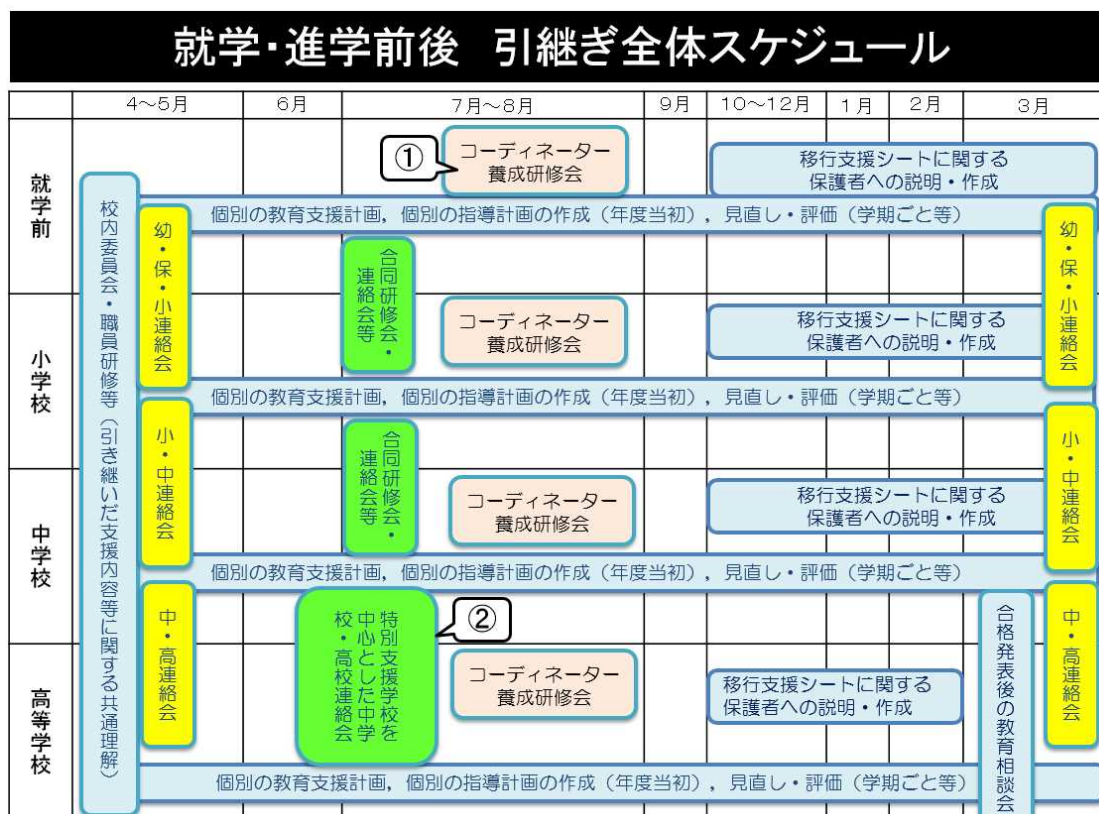 就学・進学前後 引継ぎ全体スケジュール
4～5月
6月
7月～8月
9月
10～12月
1月
2月
3月
就学前
小学校
中学校
高等学校
校内委員会・職員研修等（引き継いだ支援内容等に関する共通理解）
①
コーディネーター
養成研修会
移行支援シートに関する
保護者への説明・作成
個別の教育支援計画，個別の指導計画の作成（年度当初），見直し・評価（学期ごと等）
幼・保・小連絡会
合同研修会・
連絡会等
幼・保・小連絡会
コーディネーター
養成研修会
移行支援シートに関する
保護者への説明・作成
個別の教育支援計画，個別の指導計画の作成（年度当初），見直し・評価（学期ごと等）
小・中連絡会
合同研修会・
連絡会等
小・中連絡会
コーディネーター
養成研修会
移行支援シートに関する
保護者への説明・作成
個別の教育支援計画，個別の指導計画の作成（年度当初），見直し・評価（学期ごと等）
中・高連絡会
特別支援学校を
中心とした中学
校・高校連絡会
②
コーディネーター
養成研修会
移行支援シートに関する
保護者への説明・作成
合格発表後の教育相談会
中・高連絡会
個別の教育支援計画，個別の指導計画の作成（年度当初），見直し・評価（学期ごと等）